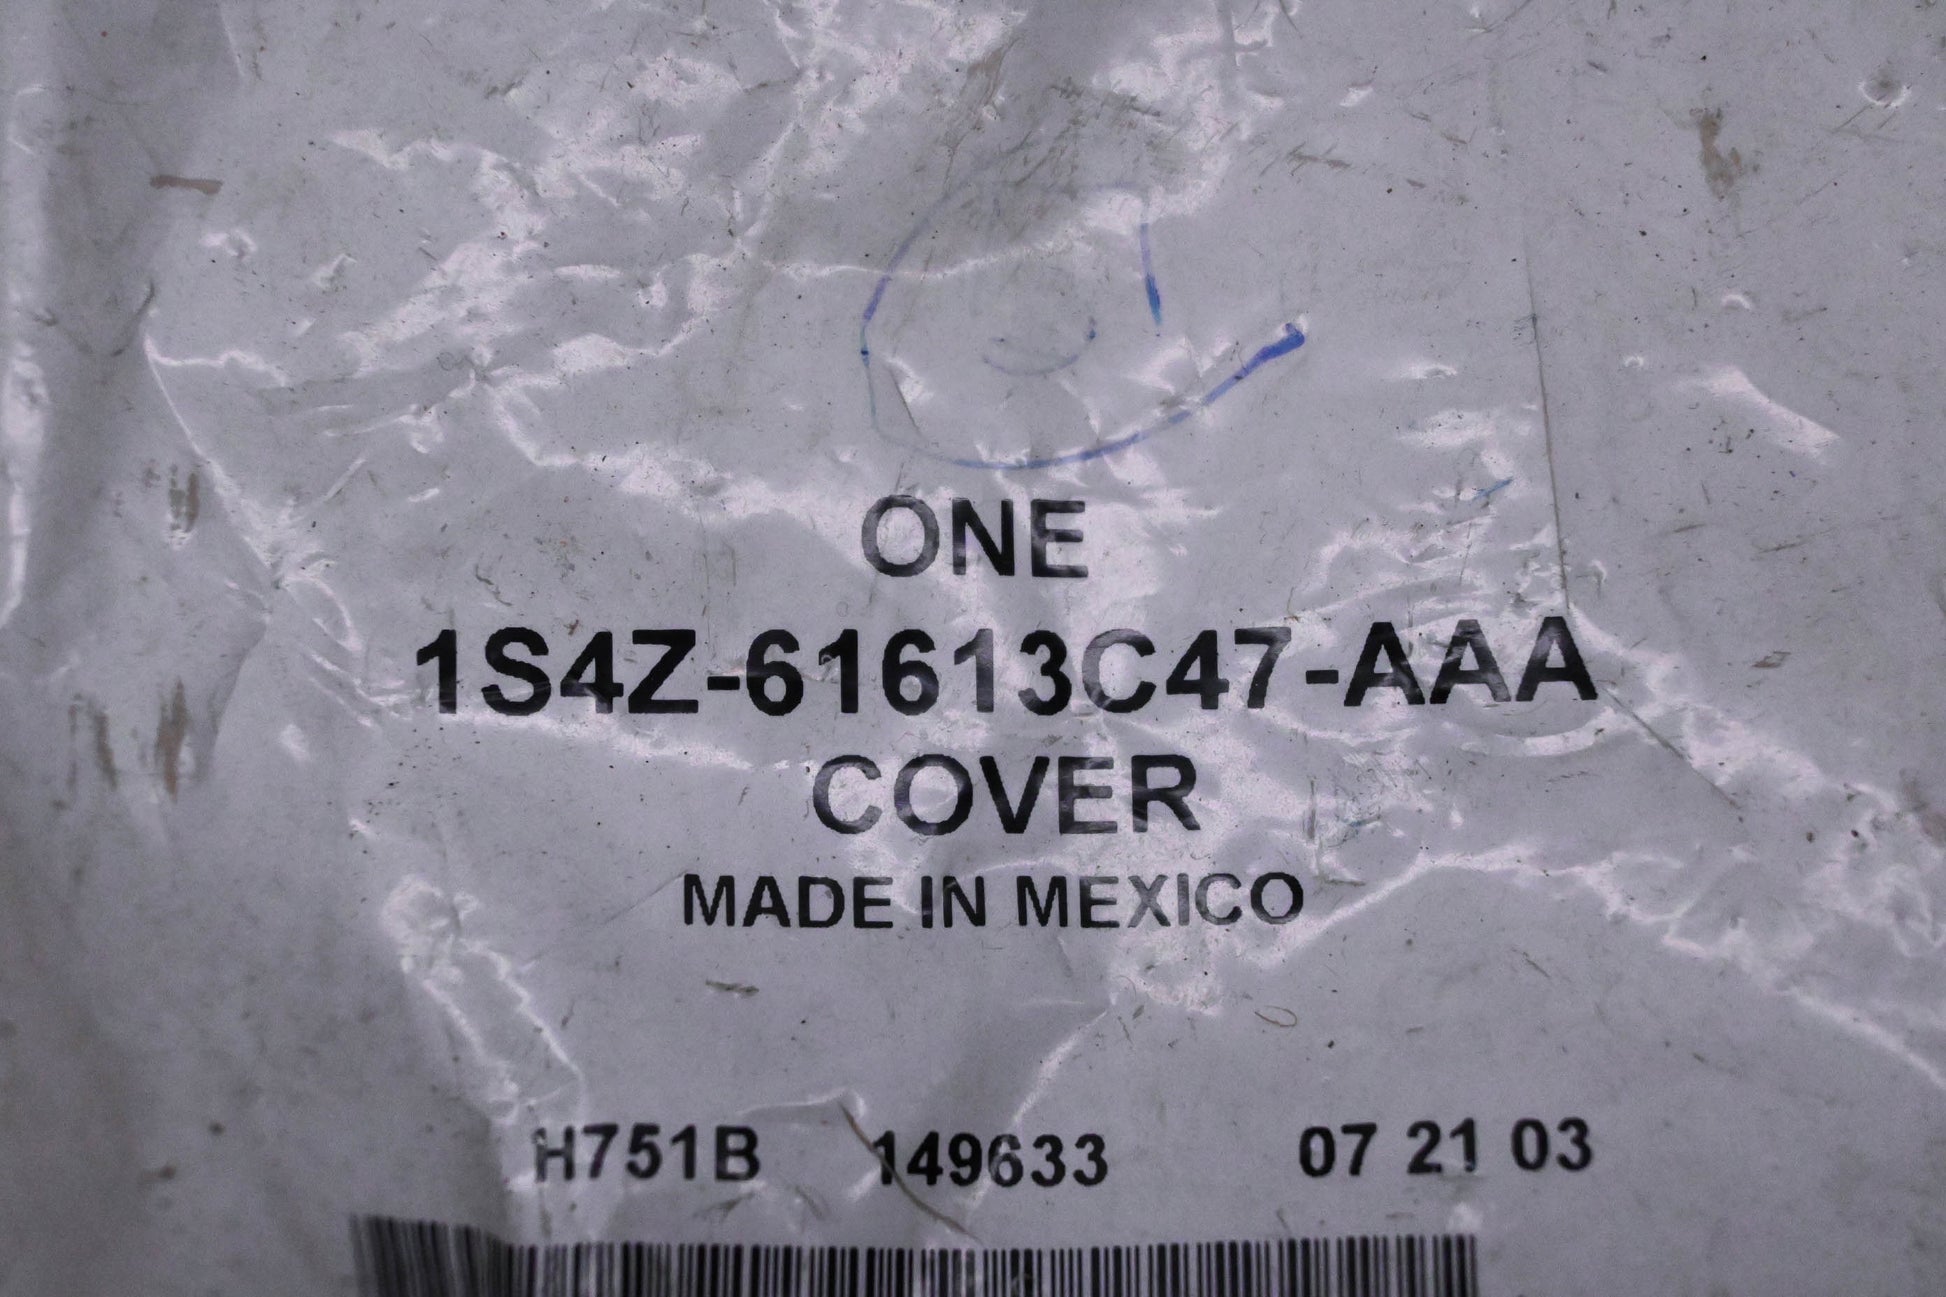 ONE
1S4Z-61613C47-AAA
COVER
MADE IN MEXICO
H751B 149633 07 21 03